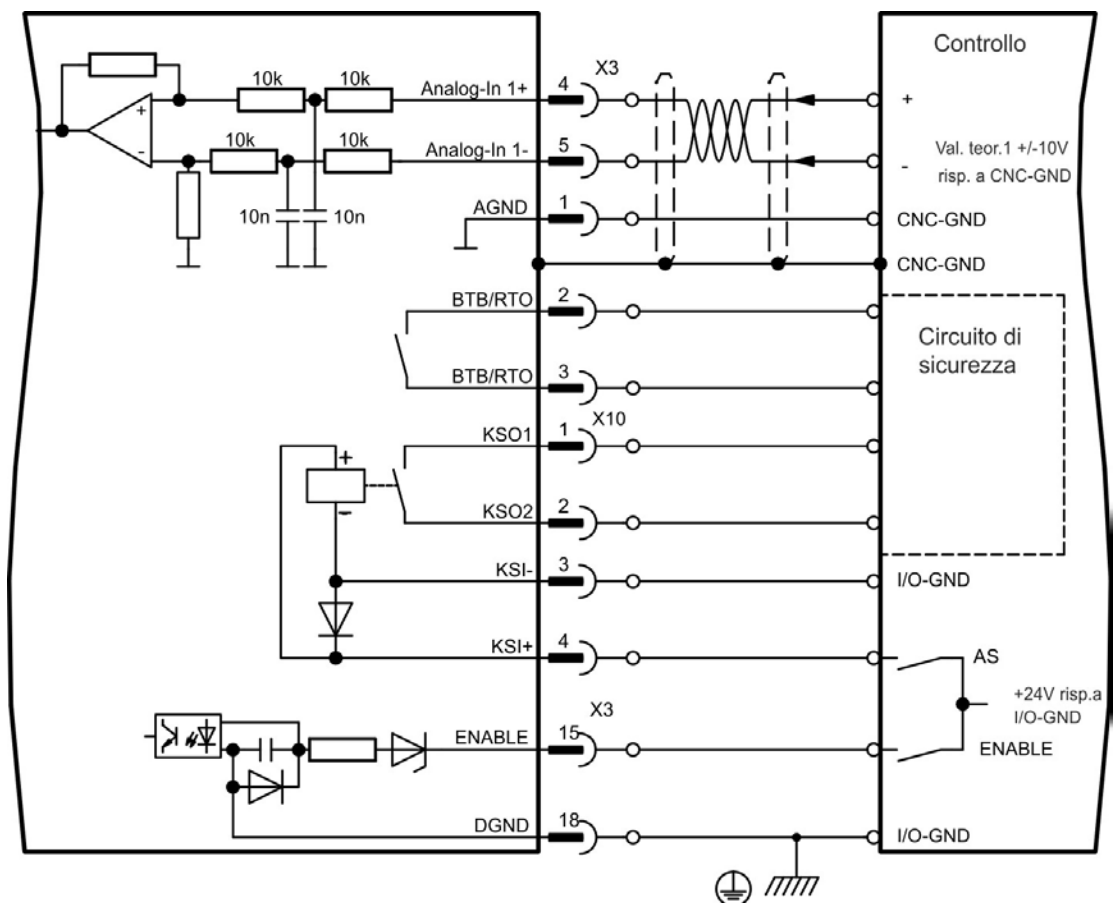 Controllo
X3
10k
10k
Analog-In 1+
4
+
+
-
10k
10k
Analog-In 1-
5
-
Val. teor.1 +/-10V
risp. a CNC-GND
10n
10n
AGND
1
CNC-GND
CNC-GND
BTB/RTO
2
Circuito di
sicurezza
BTB/RTO
3
X10
KSO1
1
+
-
KSO2
2
KSI-
3
I/O-GND
KSI+
4
AS
+24V risp.a
I/O-GND
X3
ENABLE
15
ENABLE
DGND
18
I/O-GND